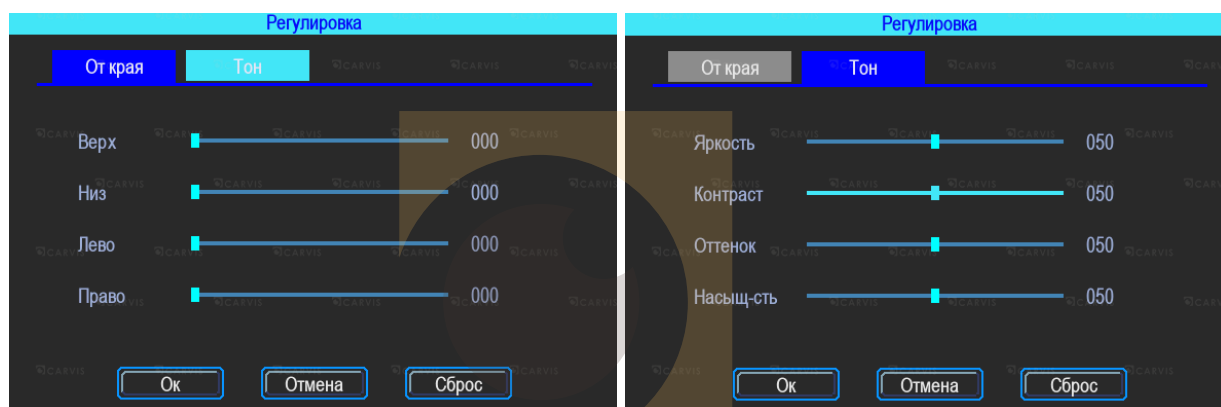 Регулировка
От края Тон
Верх 000
Низ 000
Лево 000
Право 000
Ок Отмена Сброс
Регулировка
От края Тон
Яркость 050
Контраст 050
Оттенок 050
Насыщ-сть 050
Ок Отмена Сброс
CARVIS